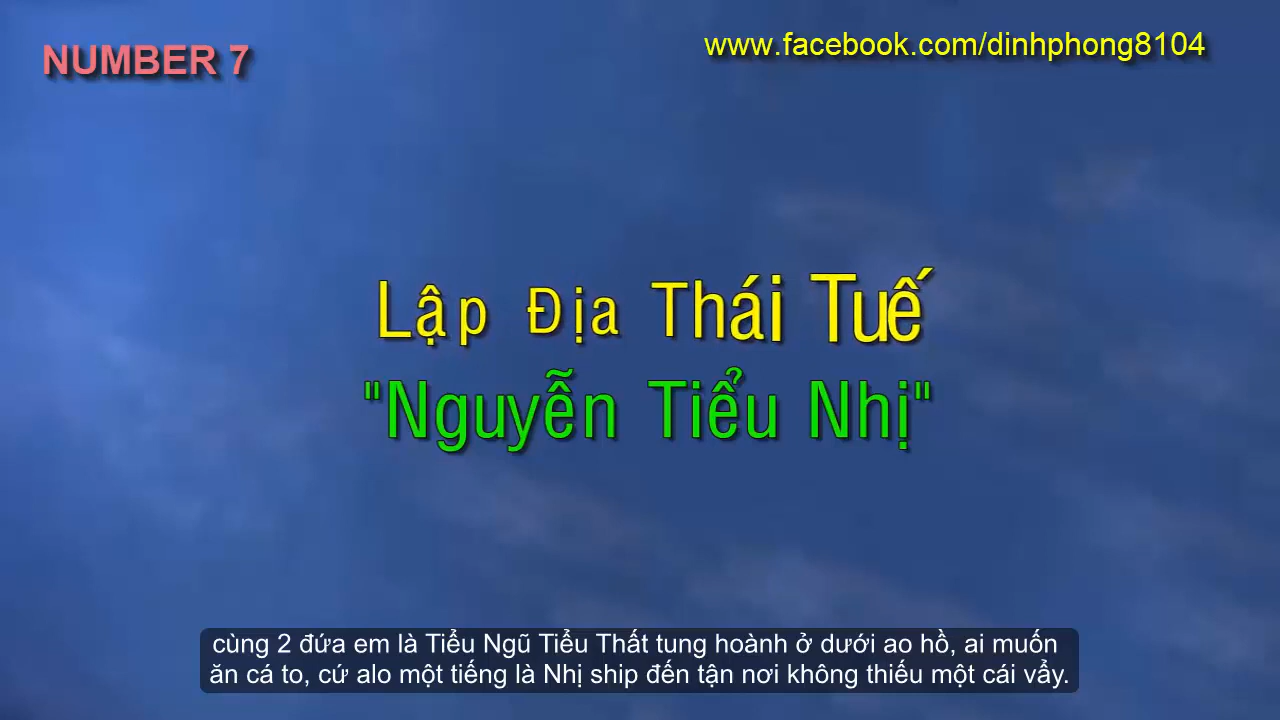 NUMBER 7
www.facebook.com/dinhphong8104
Lập Địa Thái Tuế
"Nguyễn Tiểu Nhị"
cùng 2 đứa em là Tiểu Ngũ Tiểu Thất tung hoành ở dưới ao hồ, ai muốn
ăn cá to, cứ alo một tiếng là Nhị ship đến tận nơi không thiếu một cái vẩy.